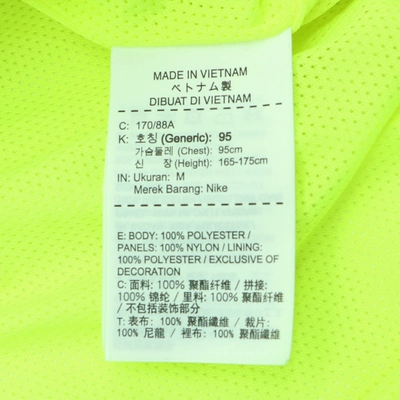 MADE IN VIETNAM
ベトナム製
DIBUAT DI VIETNAM
C: 170/88A
K: 호칭 (Generic): 95
가슴둘레 (Chest): 95cm
신 장 (Height): 165-175cm
IN: Ukuran: M
Merek Barang: Nike
E: BODY: 100% POLYESTER /
PANELS: 100% NYLON / LINING:
100% POLYESTER / EXCLUSIVE OF
DECORATION
C: 面料: 100% 聚酯纤维 / 拼接:
100% 锦纶 / 里料: 100% 聚酯纤维
/ 不包括装饰部分
T: 表布: 100% 聚酯纖維 / 裁片:
100% 尼龍 / 裡布: 100% 聚酯纖維